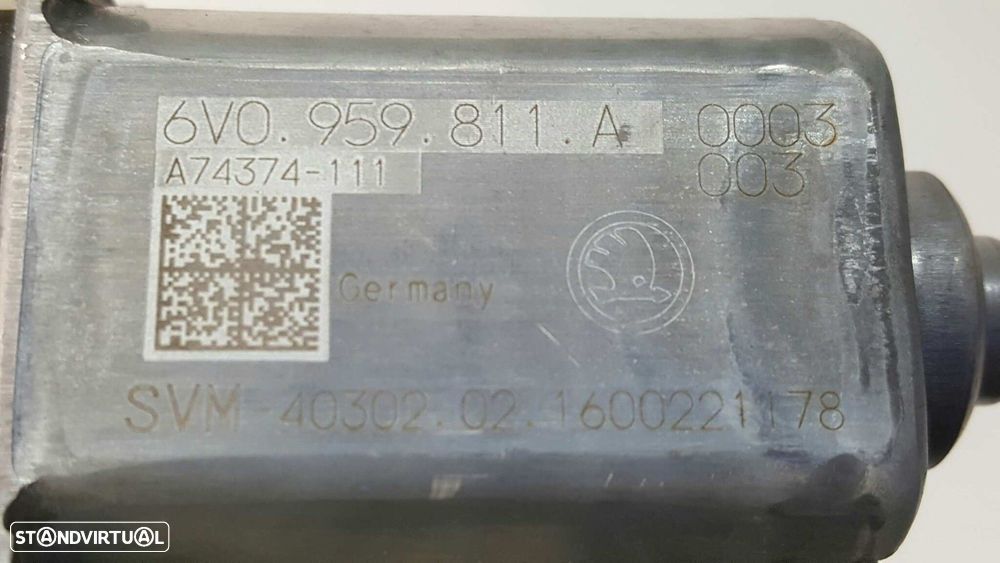 6V0.959.811.A 0003
A74374-111 003
Germany
SVM 40302.02.1600221178
STANDVIRTUAL